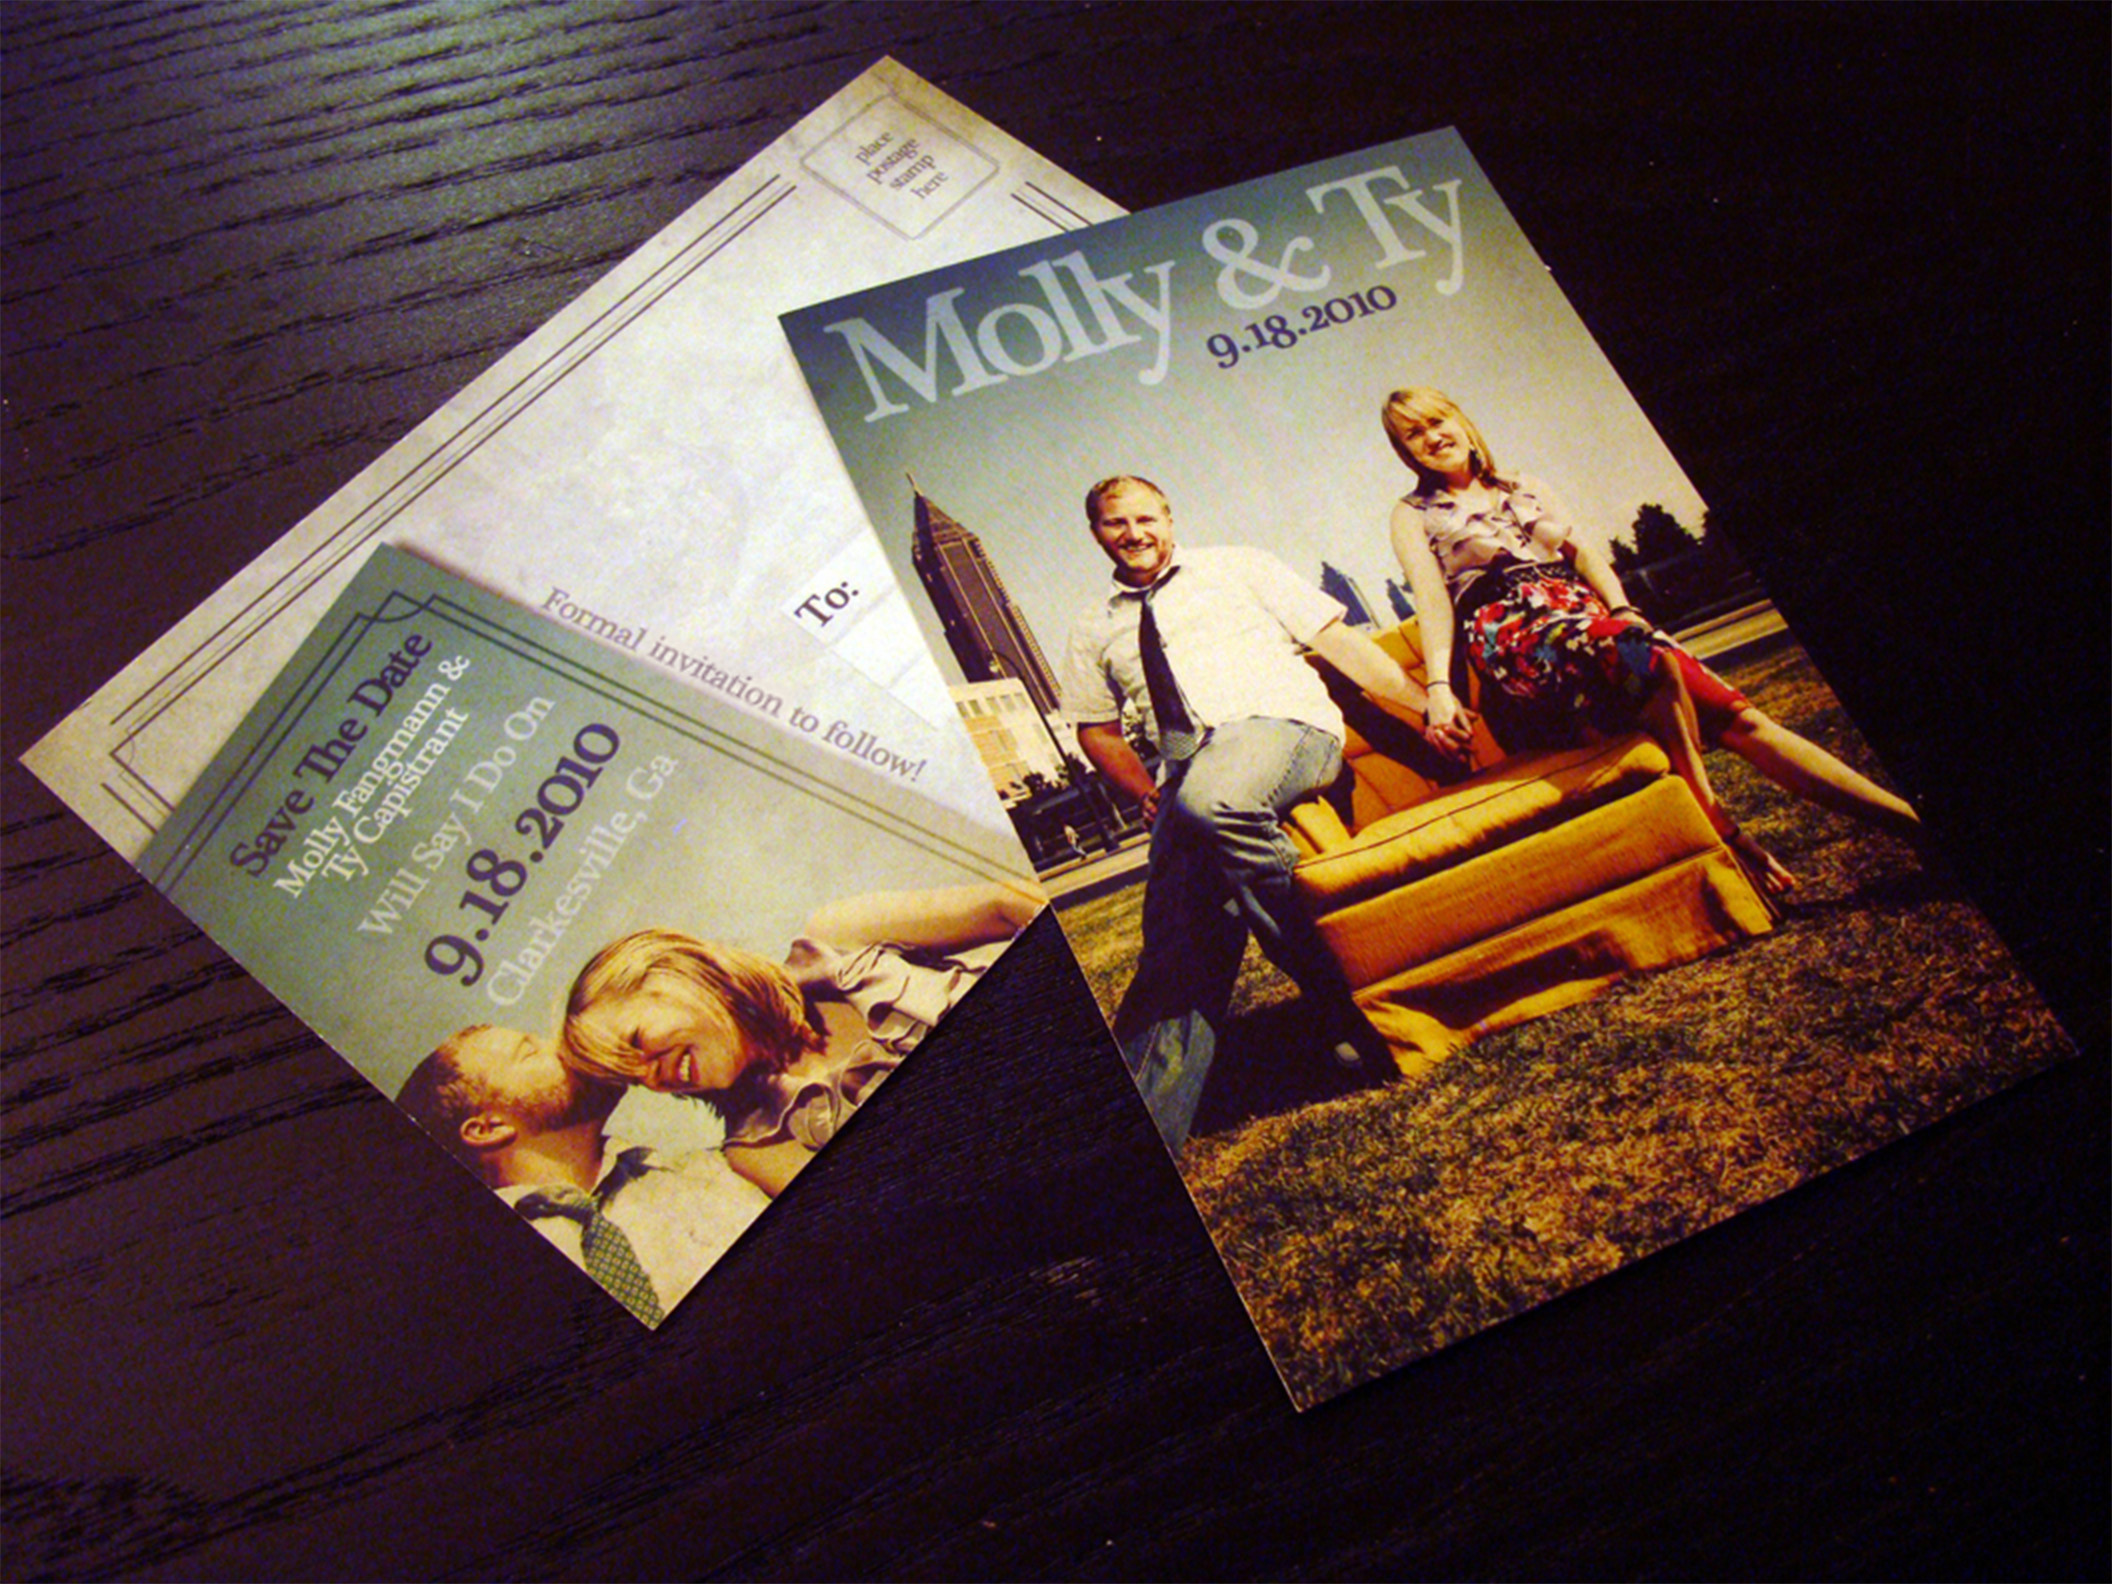 place
postage
stamp
here
To:
Formal invitation to follow!
Save The Date
Molly Fangmann &
Ty Capistrant
Will Say I Do On
9.18.2010
Clarkesville, Ga
Molly & Ty
9.18.2010